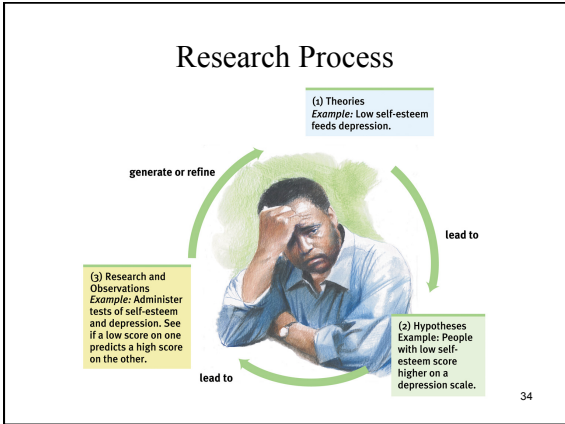 Research Process
(1) Theories
Example: Low self-esteem
feeds depression.
generate or refine
lead to
(3) Research and
Observations
Example: Administer
tests of self-esteem
and depression. See
if a low score on one
predicts a high score
on the other.
(2) Hypotheses
Example: People
with low self-
esteem score
higher on a
depression scale.
lead to
34